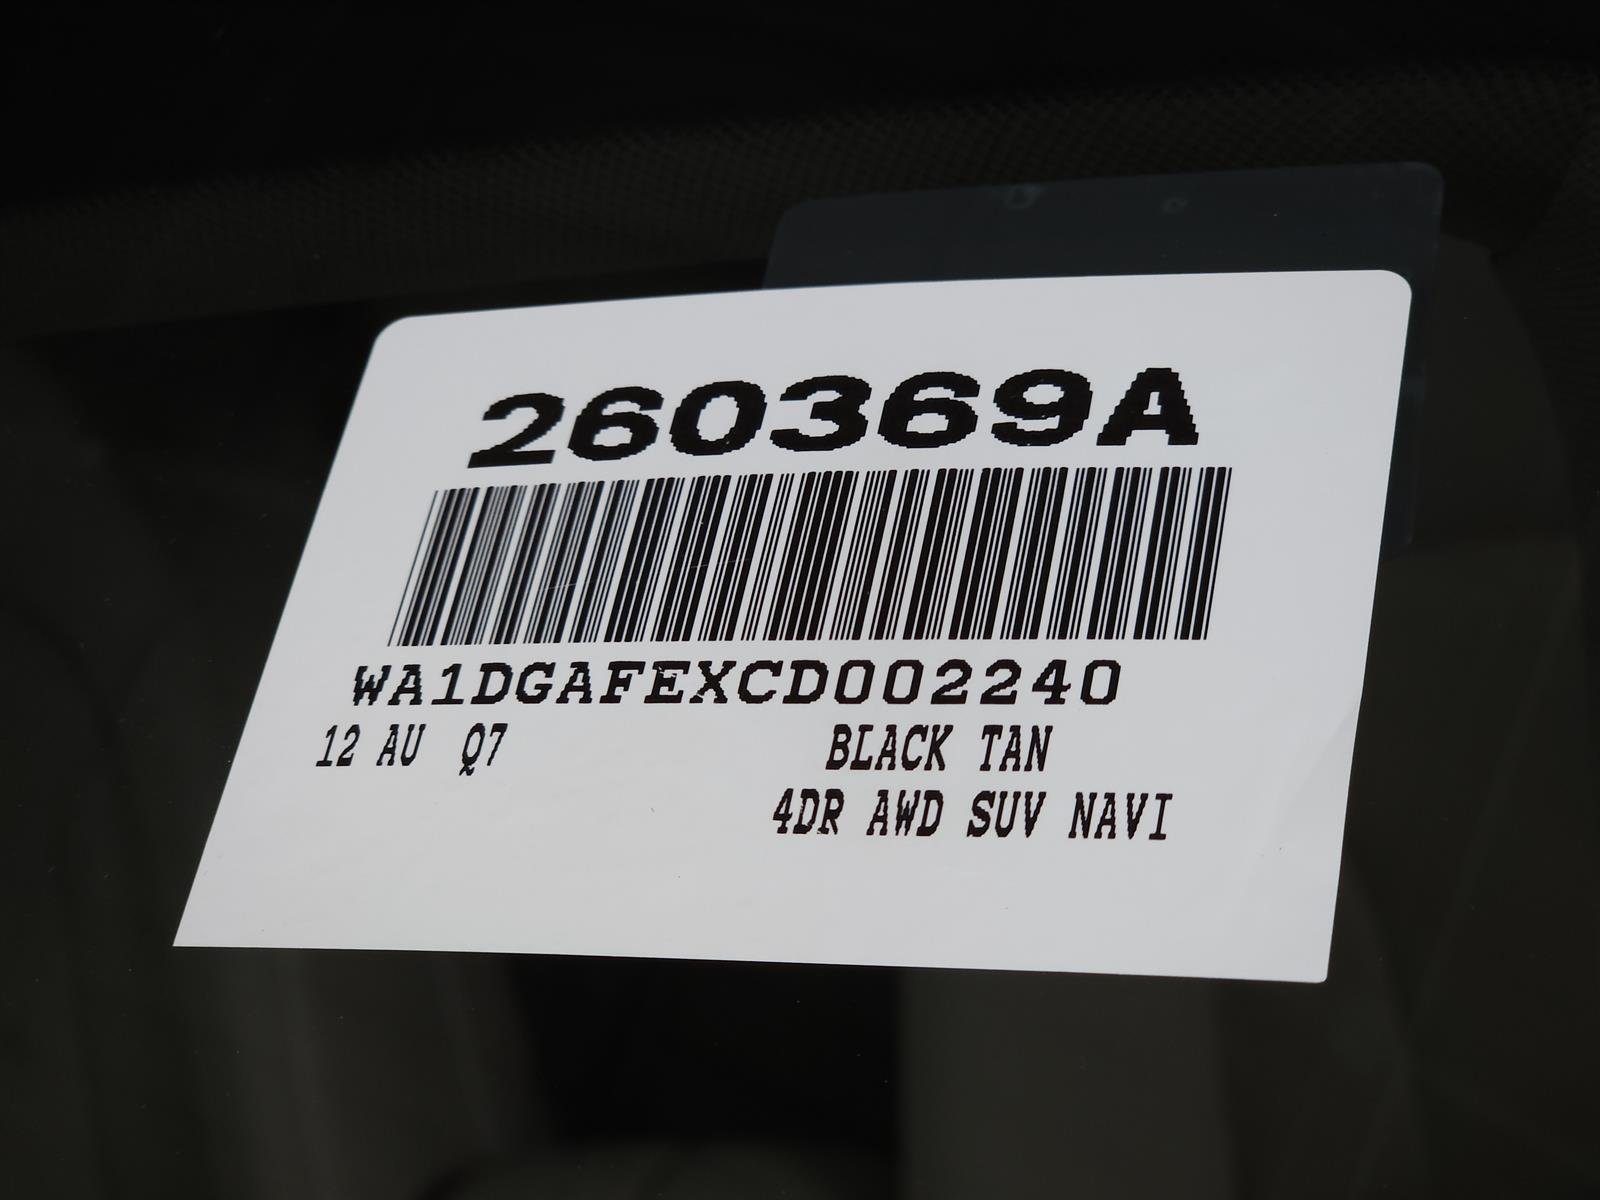 260369A
WA1DGAFEXCD002240
12 AU Q7 BLACK TAN
4DR AWD SUV NAVI